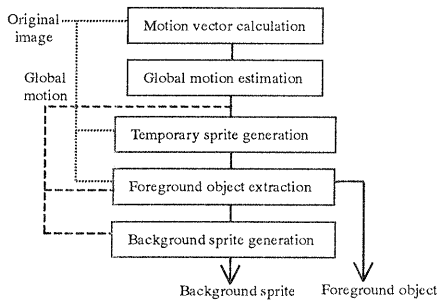 Original
image
Motion vector calculation
Global motion estimation
Global
motion
Temporary sprite generation
Foreground object extraction
Background sprite generation
Background sprite
Foreground object